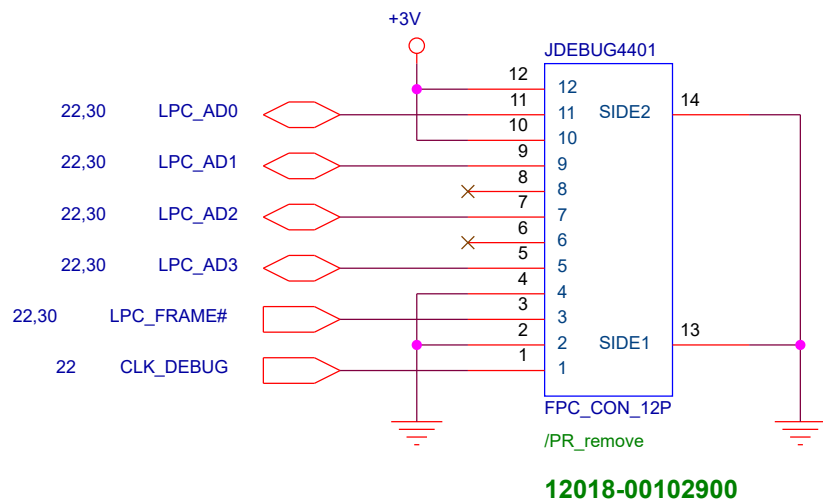 +3V
JDEBUG4401
12 12
22,30 LPC_AD0 11 11 SIDE2 14
10 10
22,30 LPC_AD1 9 9
8 8
22,30 LPC_AD2 7 7
6 6
22,30 LPC_AD3 5 5
4 4
22,30 LPC_FRAME# 3 3
2 2 SIDE1 13
22 CLK_DEBUG 1 1
FPC_CON_12P
/PR_remove
12018-00102900